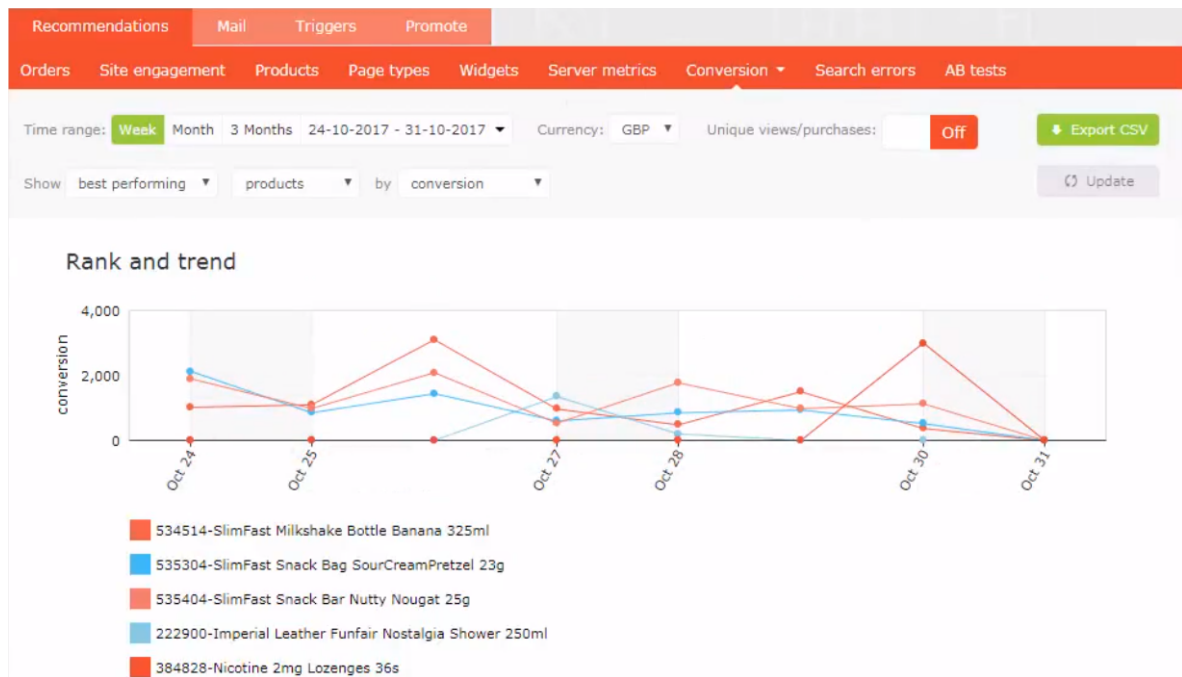 Recommendations Mail Triggers Promote
Orders Site engagement Products Page types Widgets Server metrics Conversion Search errors AB tests
Time range: Week Month 3 Months 24-10-2017 - 31-10-2017 Currency: GBP Unique views/purchases: Off Export CSV
Show best performing products by conversion Update
Rank and trend
4,000
conversion
2,000
0
Oct 24 Oct 25 Oct 27 Oct 28 Oct 30 Oct 31
534514-SlimFast Milkshake Bottle Banana 325ml
535304-SlimFast Snack Bag SourCreamPretzel 23g
535404-SlimFast Snack Bar Nutty Nougat 25g
222900-Imperial Leather Funfair Nostalgia Shower 250ml
384828-Nicotine 2mg Lozenges 36s